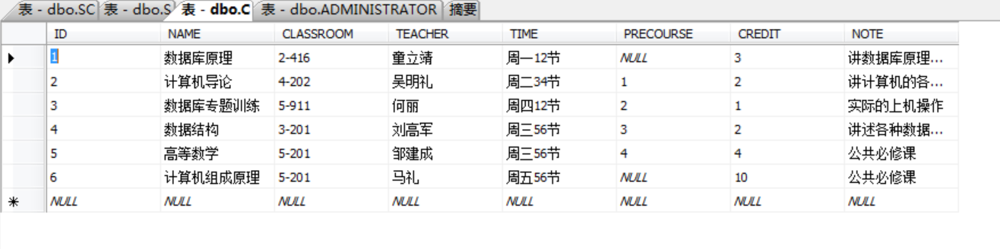 表 - dbo.SC 表 - dbo.S 表 - dbo.C 表 - dbo.ADMINISTRATOR 摘要
ID NAME CLASSROOM TEACHER TIME PRECOURSE CREDIT NOTE
1 数据库原理 2-416 童立靖 周一12节 NULL 3 讲数据库原理...
2 计算机导论 4-202 吴明礼 周二34节 1 2 讲计算机的各...
3 数据库专题训练 5-911 何丽 周四12节 2 1 实际的上机操作
4 数据结构 3-201 刘高军 周三56节 3 2 讲述各种数据...
5 高等数学 5-201 邹建成 周三56节 4 4 公共必修课
6 计算机组成原理 5-201 马礼 周五56节 NULL 10 公共必修课
NULL NULL NULL NULL NULL NULL NULL NULL